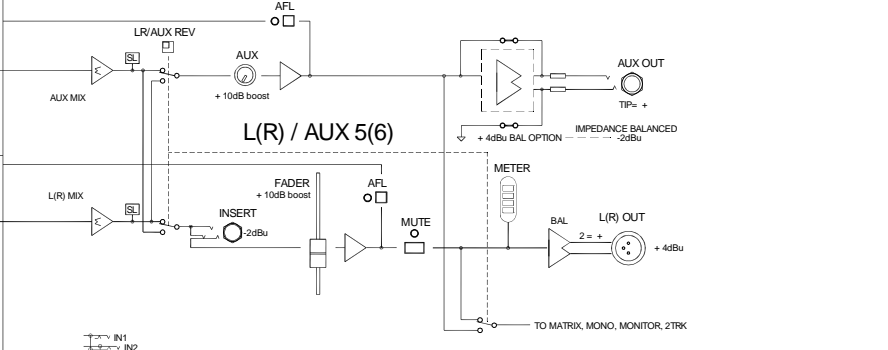 AFL
LR/AUX REV
SL
AUX
AUX MIX
+ 10dB boost
AUX OUT
TIP= +
L(R) / AUX 5(6)
+ 4dBu BAL OPTION
IMPEDANCE BALANCED
-2dBu
METER
FADER
+ 10dB boost
AFL
L(R) MIX
SL
INSERT
-2dBu
MUTE
BAL
L(R) OUT
2 = +
+ 4dBu
TO MATRIX, MONO, MONITOR, 2TRK
IN1
IN2